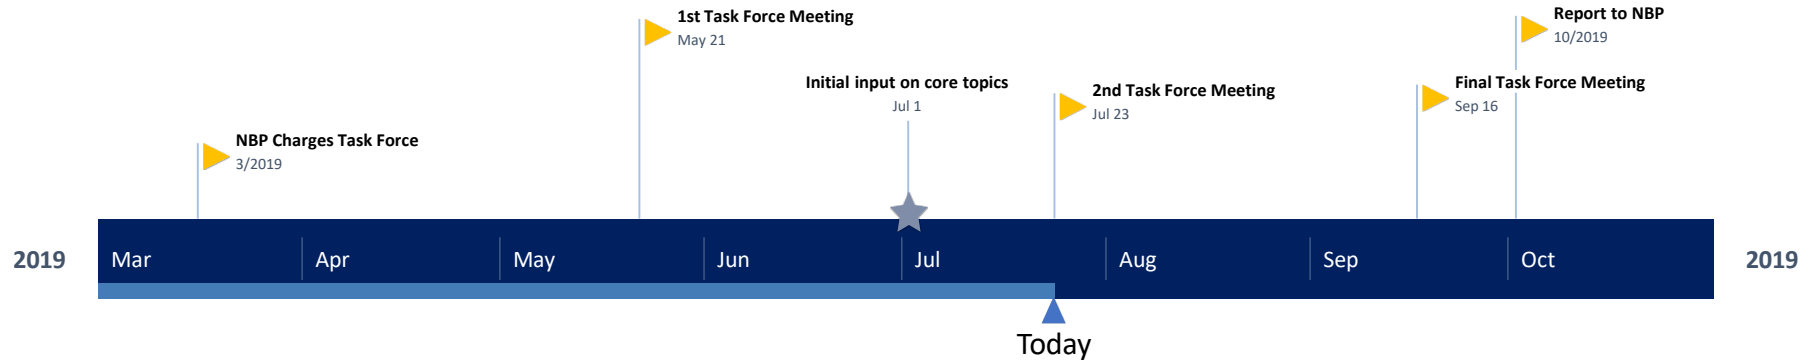 1st Task Force Meeting
May 21
Report to NBP
10/2019
Initial input on core topics
Jul 1
2nd Task Force Meeting
Jul 23
Final Task Force Meeting
Sep 16
NBP Charges Task Force
3/2019
2019 Mar Apr May Jun Jul Aug Sep Oct 2019
Today